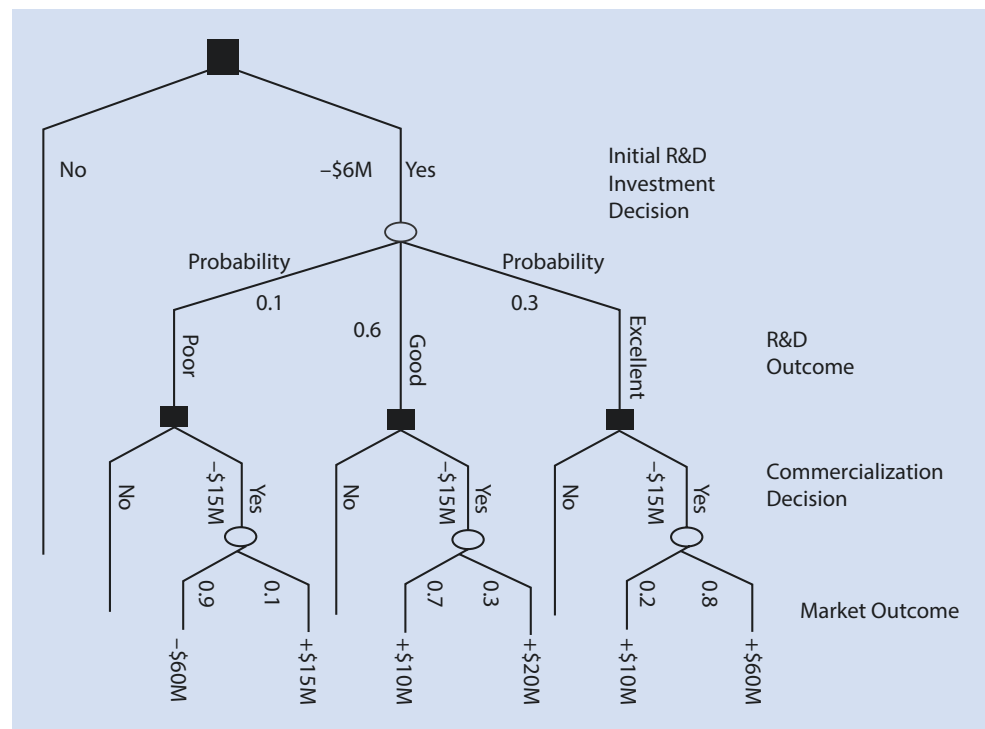 No
–$6M
Yes
Initial R&D
Investment
Decision
Probability
Probability
0.1
0.6
0.3
Poor
Good
Excellent
R&D
Outcome
No
–$15M
Yes
No
–$15M
Yes
No
–$15M
Yes
Commercialization
Decision
0.9
0.1
0.7
0.3
0.2
0.8
Market Outcome
–$60M
+$15M
+$10M
+$20M
+$10M
+$60M